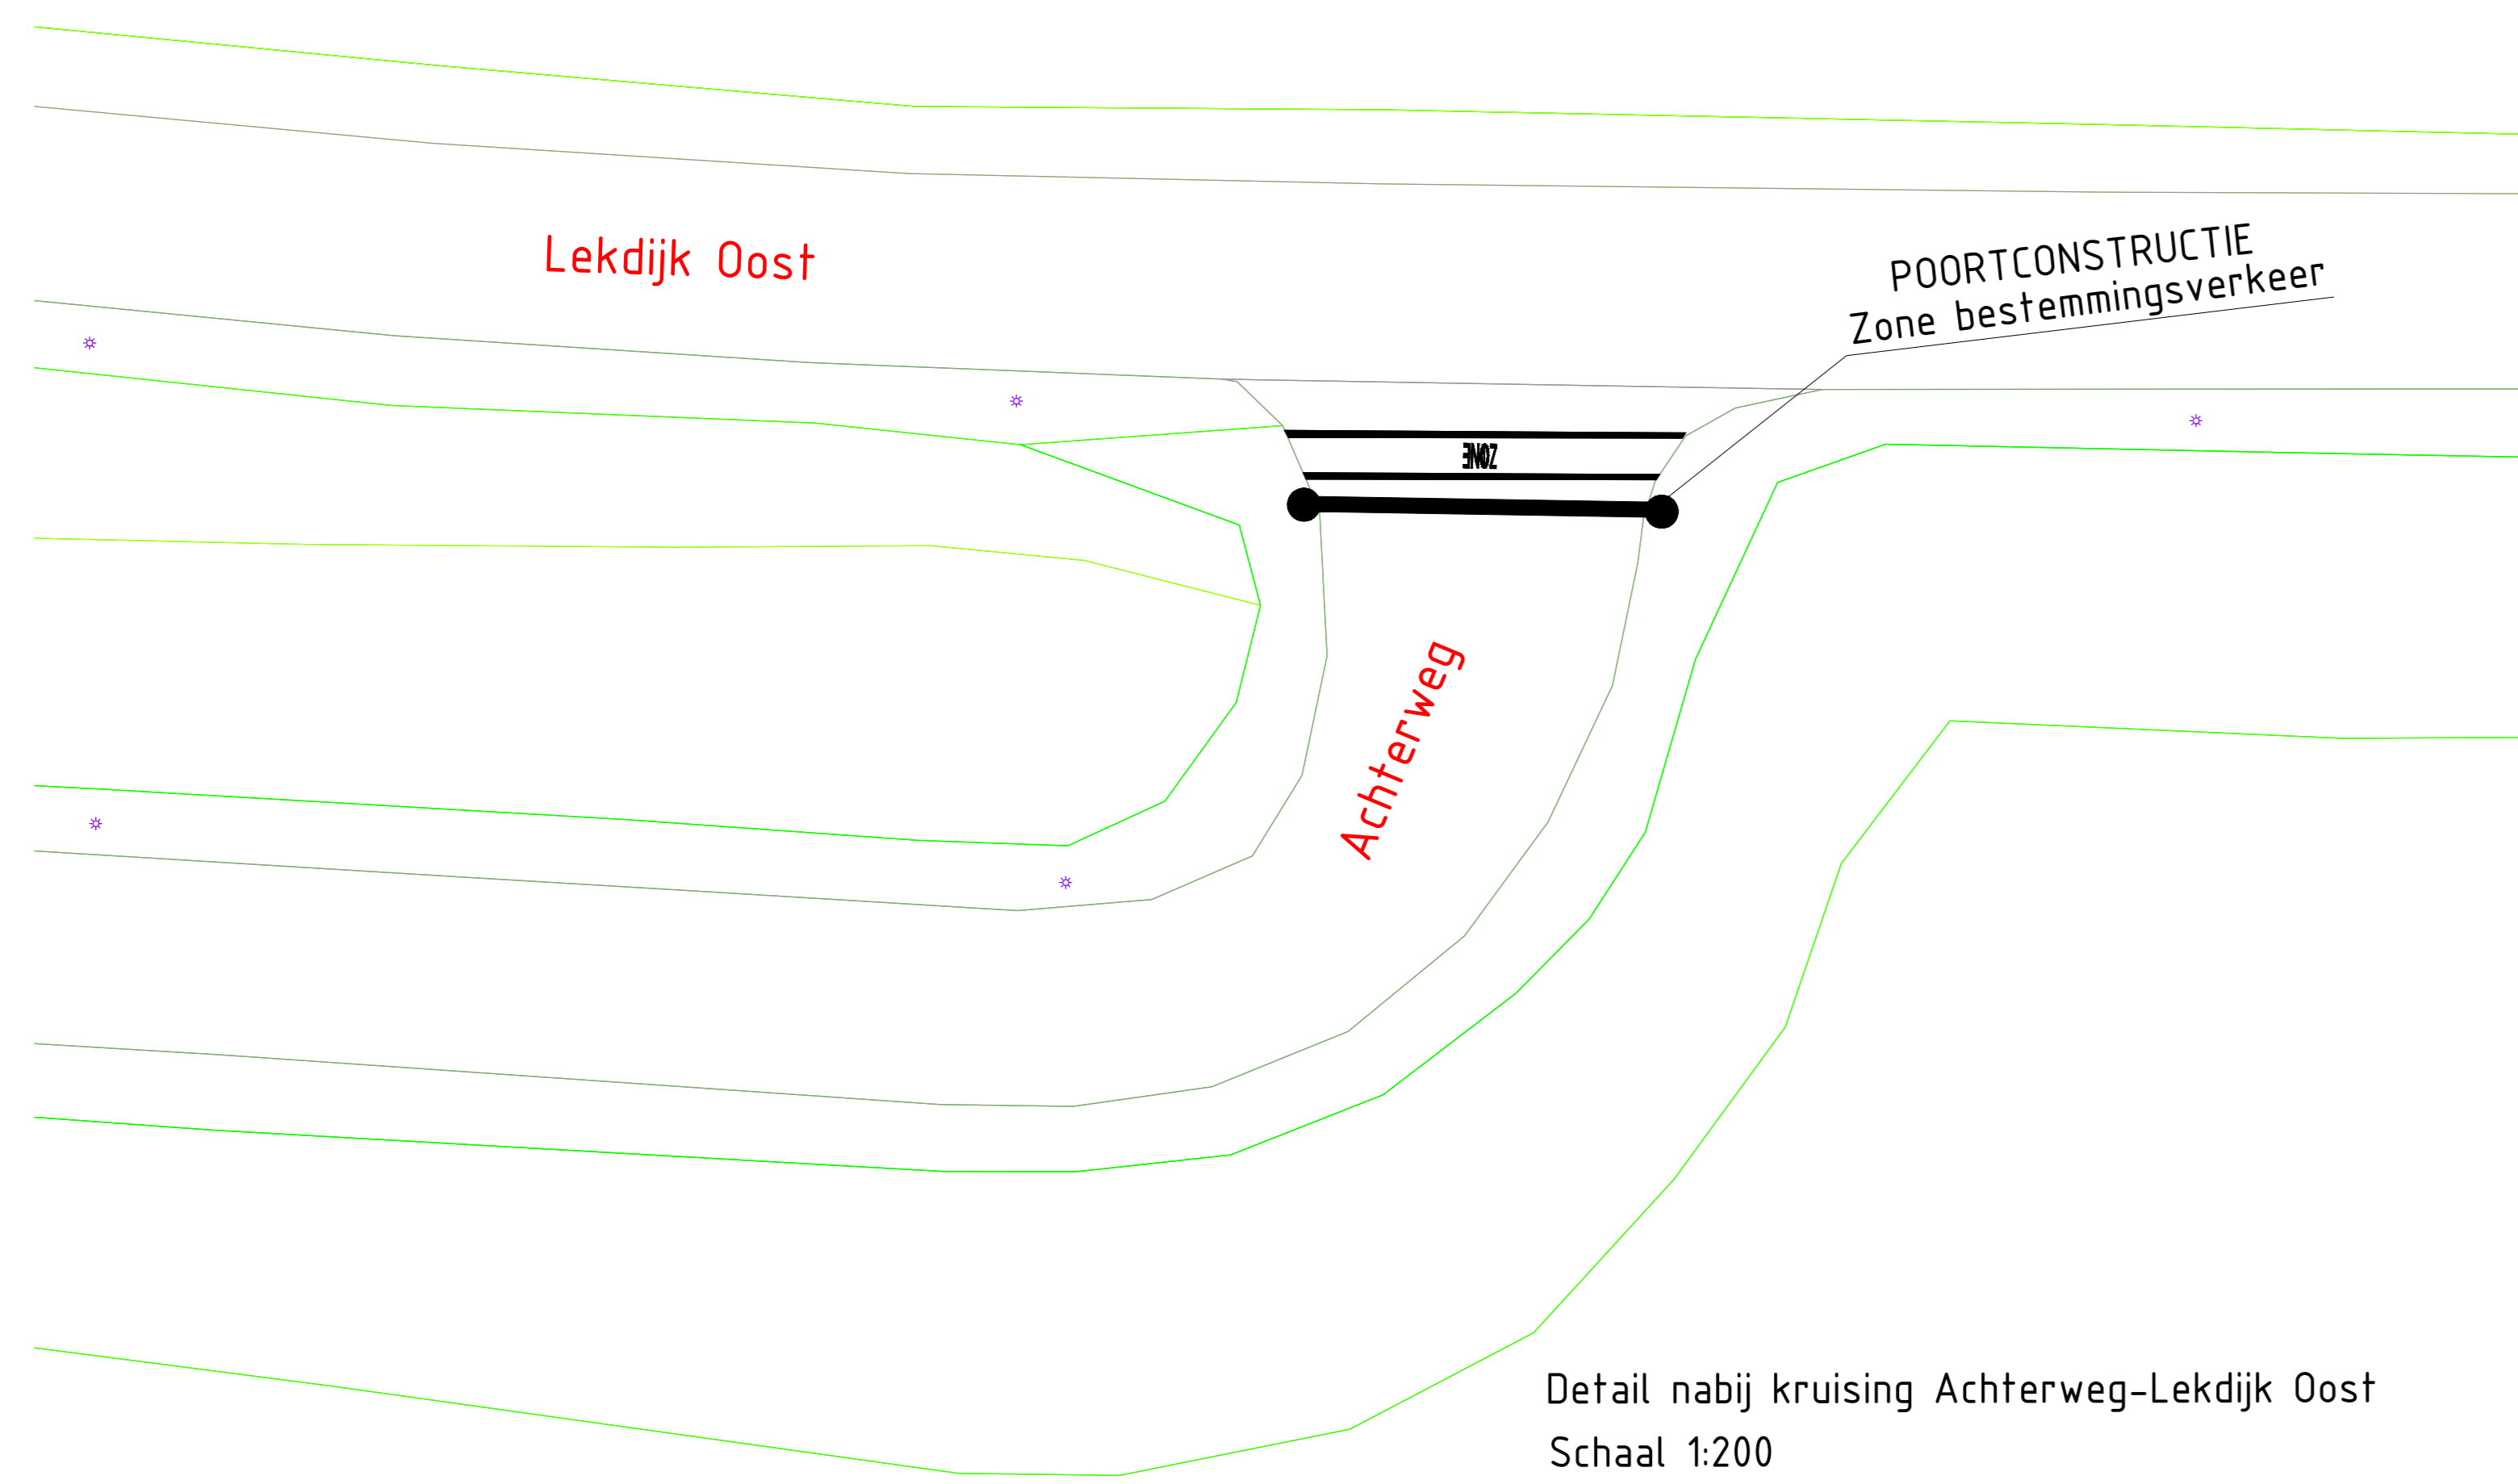 Lekdijk Oost
POORTCONSTRUCTIE
Zone bestemmingsverkeer
ZONE
Achterweg
Detail nabij kruising Achterweg-Lekdijk Oost
Schaal 1:200